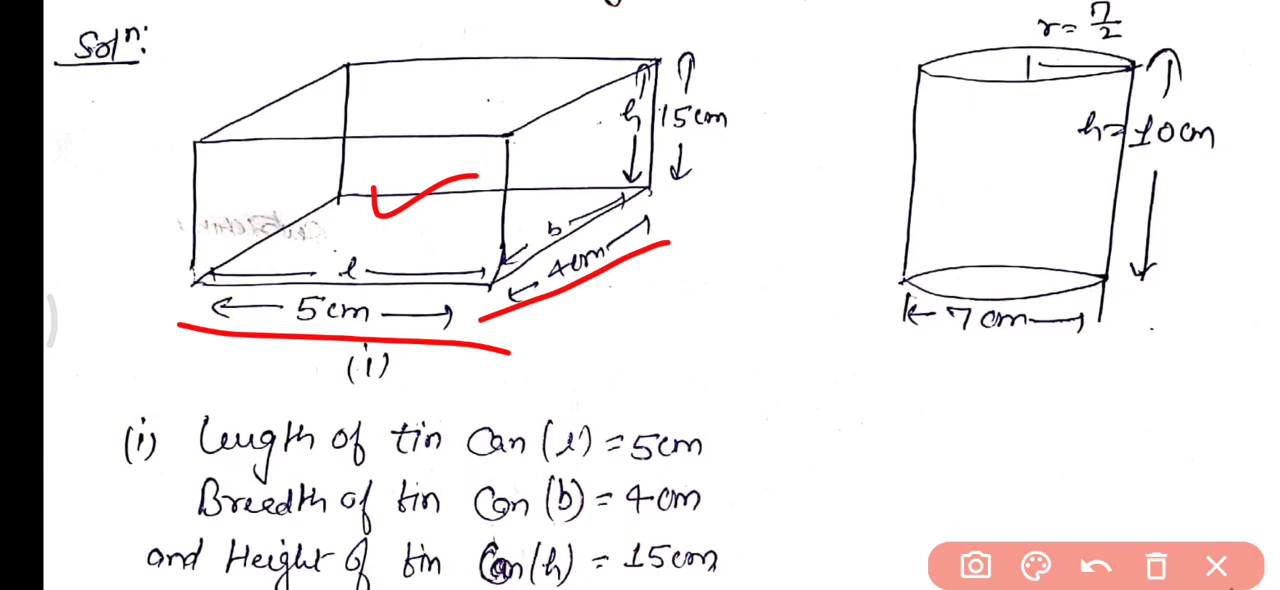 Solⁿ:
r = 7/2
h
15cm
h = 10cm
b
4cm
l
5cm
7cm
(i)
(i) Length of tin Can (l) = 5cm
Breedth of tin Can (b) = 4cm
and Height of tin Can (h) = 15cm